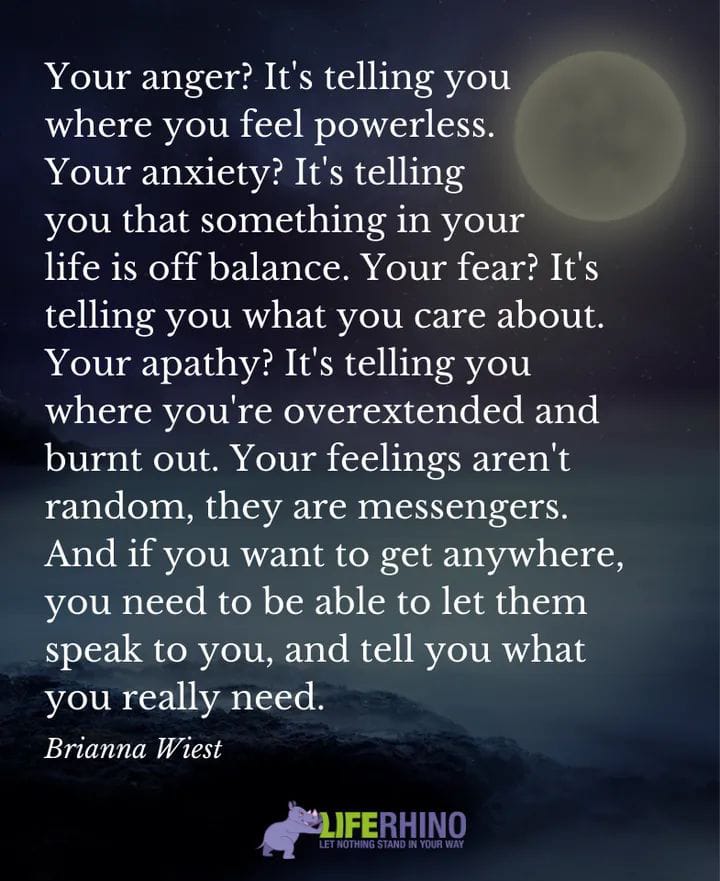 Your anger? It's telling you
where you feel powerless.
Your anxiety? It's telling
you that something in your
life is off balance. Your fear? It's
telling you what you care about.
Your apathy? It's telling you
where you're overextended and
burnt out. Your feelings aren't
random, they are messengers.
And if you want to get anywhere,
you need to be able to let them
speak to you, and tell you what
you really need.
Brianna Wiest
LIFERHINO
LET NOTHING STAND IN YOUR WAY